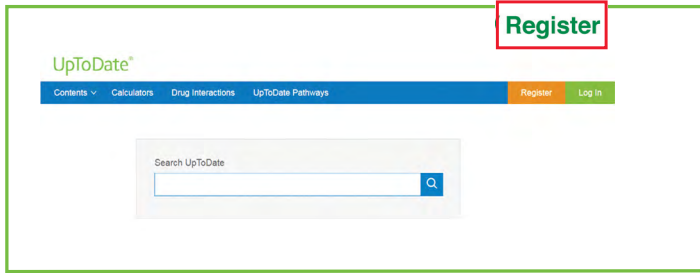 Register
UpToDate®
Contents Calculators Drug Interactions UpToDate Pathways Register Log In
Search UpToDate